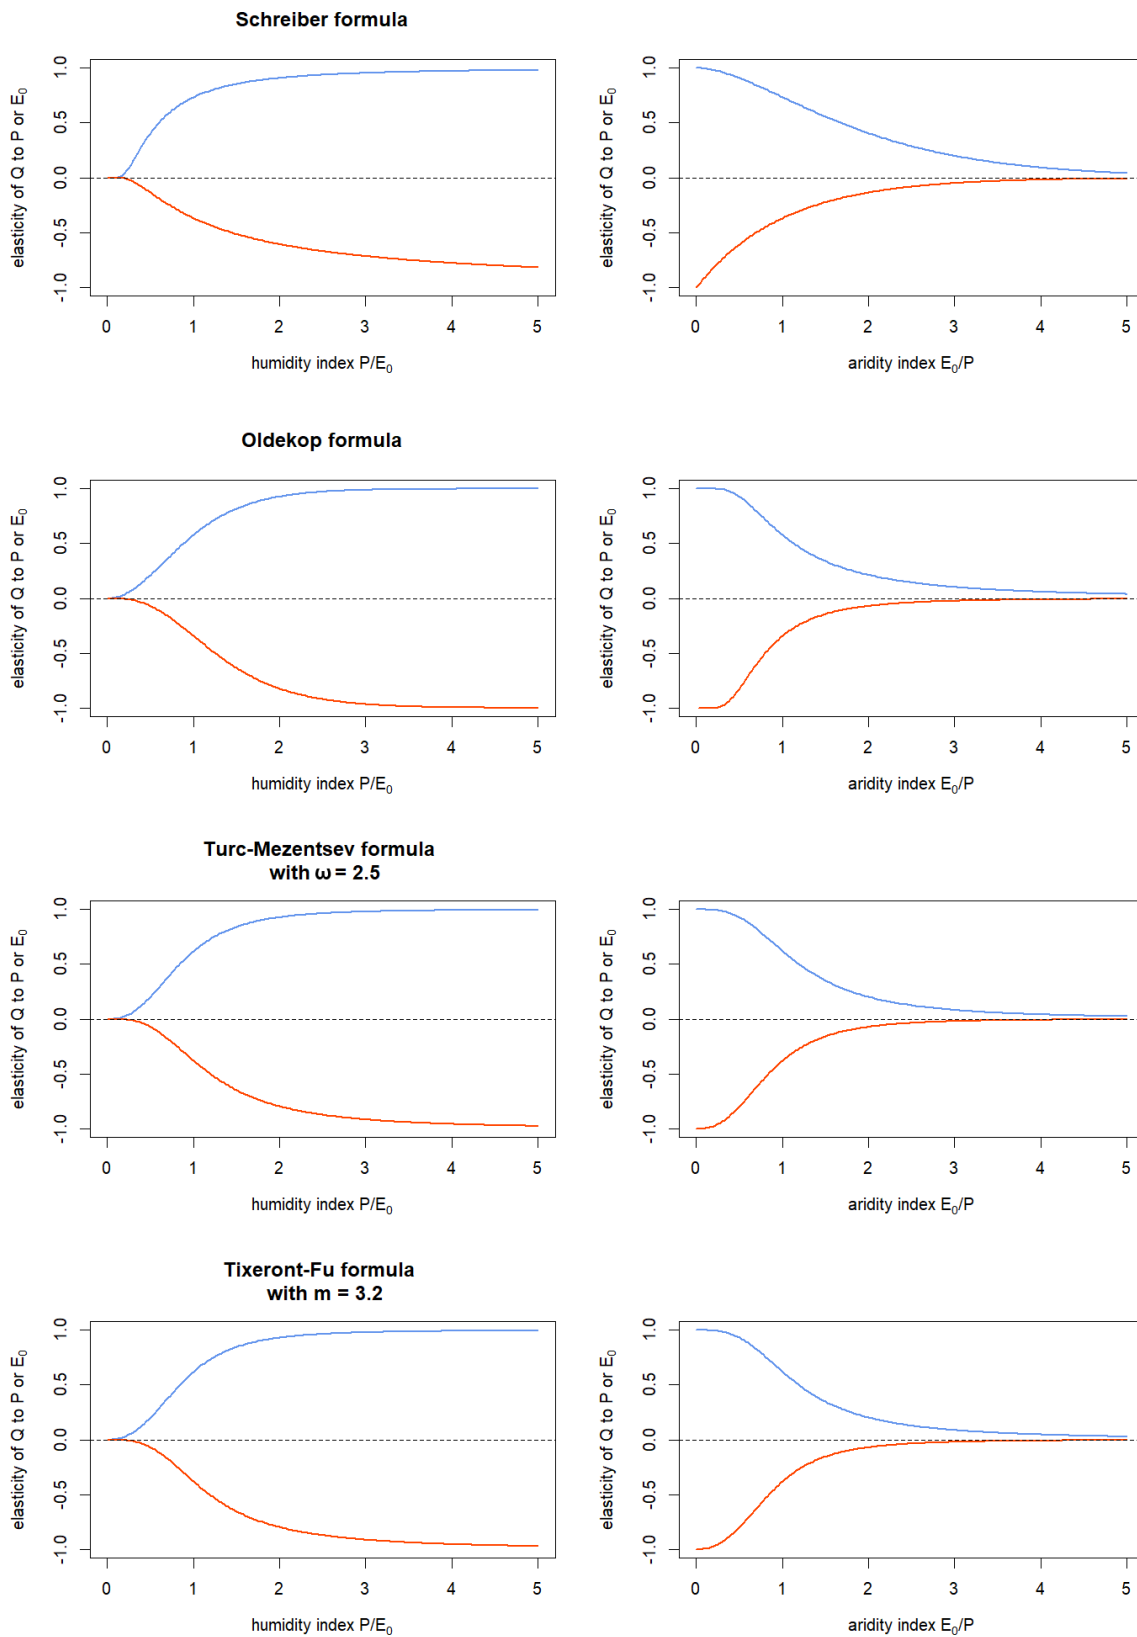 Schreiber formula
elasticity of Q to P or E₀
1.0
0.5
0.0
-0.5
-1.0
0 1 2 3 4 5
humidity index P/E₀
elasticity of Q to P or E₀
1.0
0.5
0.0
-0.5
-1.0
0 1 2 3 4 5
aridity index E₀/P
Oldekop formula
elasticity of Q to P or E₀
1.0
0.5
0.0
-0.5
-1.0
0 1 2 3 4 5
humidity index P/E₀
elasticity of Q to P or E₀
1.0
0.5
0.0
-0.5
-1.0
0 1 2 3 4 5
aridity index E₀/P
Turc-Mezentsev formula
with ω = 2.5
elasticity of Q to P or E₀
1.0
0.5
0.0
-0.5
-1.0
0 1 2 3 4 5
humidity index P/E₀
elasticity of Q to P or E₀
1.0
0.5
0.0
-0.5
-1.0
0 1 2 3 4 5
aridity index E₀/P
Tixeront-Fu formula
with m = 3.2
elasticity of Q to P or E₀
1.0
0.5
0.0
-0.5
-1.0
0 1 2 3 4 5
humidity index P/E₀
elasticity of Q to P or E₀
1.0
0.5
0.0
-0.5
-1.0
0 1 2 3 4 5
aridity index E₀/P